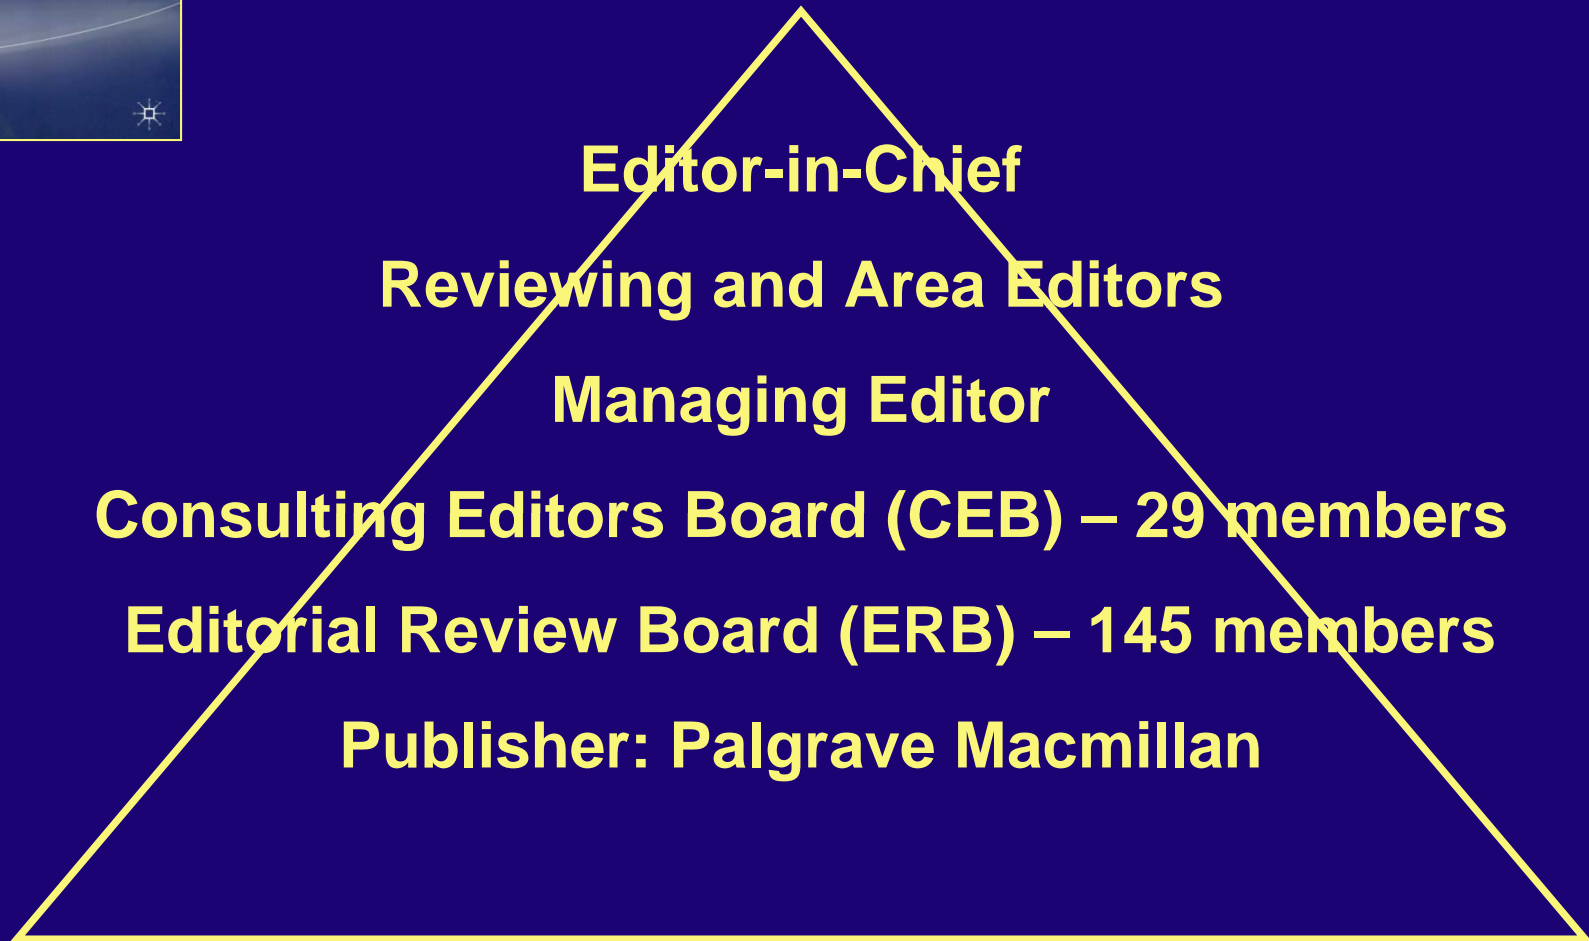 Editor-in-Chief
Reviewing and Area Editors
Managing Editor
Consulting Editors Board (CEB) – 29 members
Editorial Review Board (ERB) – 145 members
Publisher: Palgrave Macmillan